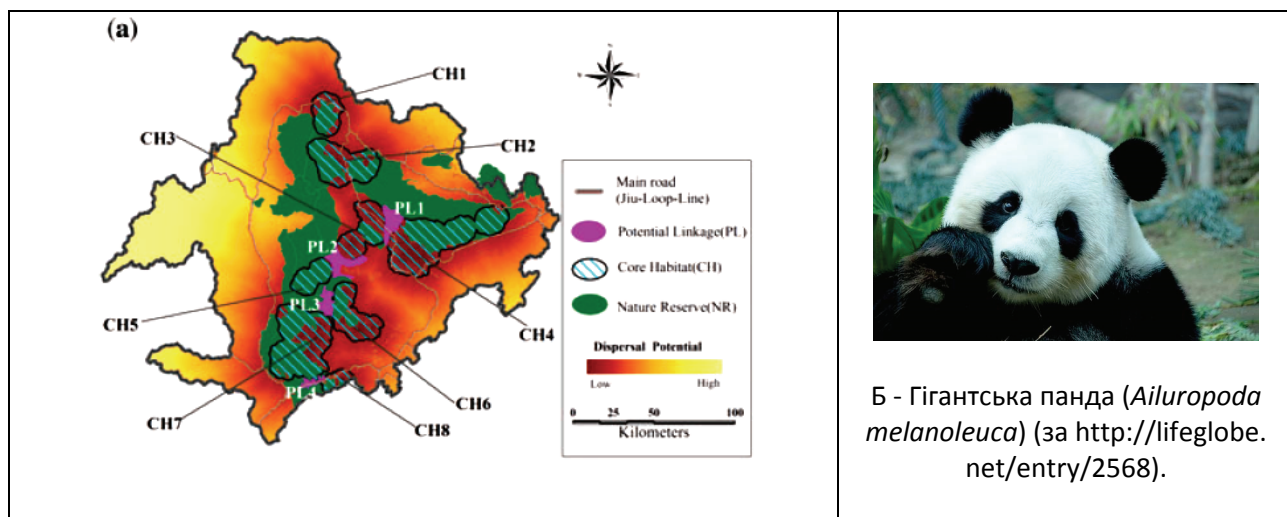 (a)
CH1
CH3
CH2
PL1
PL2
PL3
CH5
CH4
PL4
CH7
CH6
CH8
Main road
(Jiu-Loop-Line)
Potential Linkage(PL)
Core Habitat(CH)
Nature Reserve(NR)
Dispersal Potential
Low High
0 25 50 100
Kilometers
Б - Гігантська панда (Ailuropoda
melanoleuca) (за http://lifeglobe.
net/entry/2568).